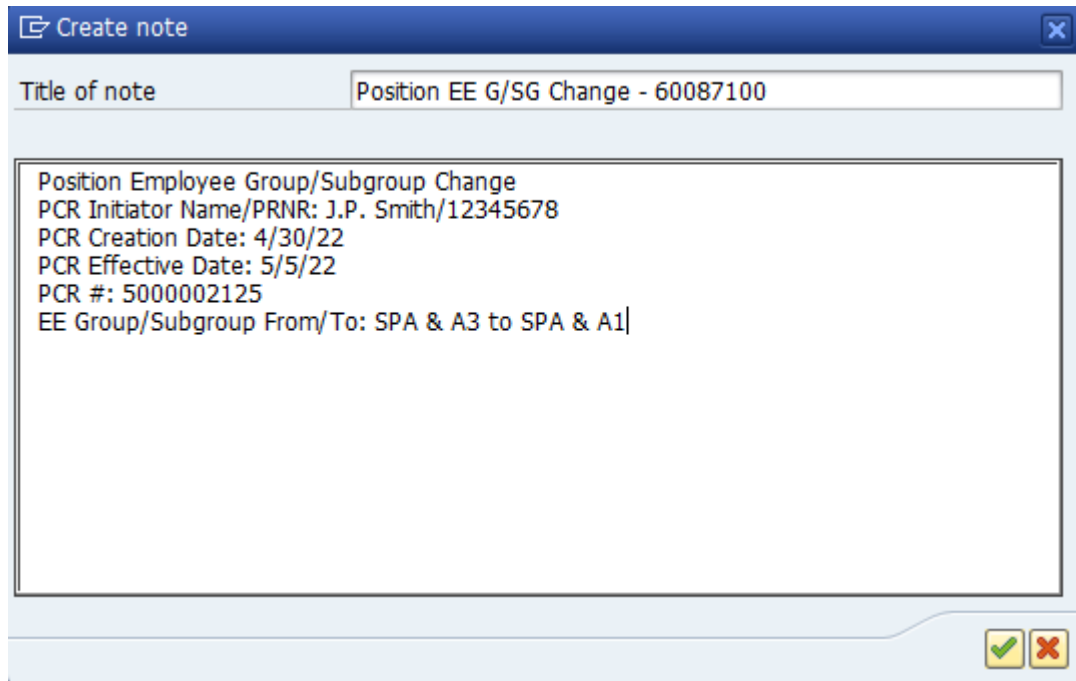 Create note
Title of note Position EE G/SG Change - 60087100
Position Employee Group/Subgroup Change
PCR Initiator Name/PRNR: J.P. Smith/12345678
PCR Creation Date: 4/30/22
PCR Effective Date: 5/5/22
PCR #: 5000002125
EE Group/Subgroup From/To: SPA & A3 to SPA & A1